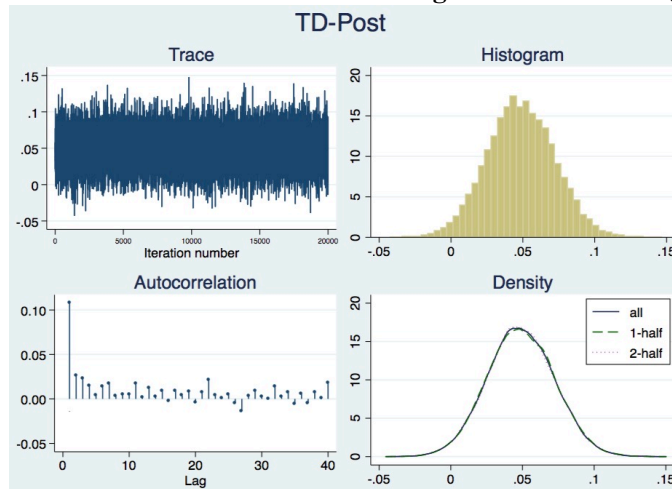 TD-Post
Trace
.15
.1
.05
0
-.05
0 5000 10000 15000 20000
Iteration number
Histogram
20
15
10
5
0
-.05 0 .05 .1 .15
Autocorrelation
0.10
0.05
0.00
-0.05
0 10 20 30 40
Lag
Density
20
15
10
5
0
all
1-half
2-half
-.05 0 .05 .1 .15